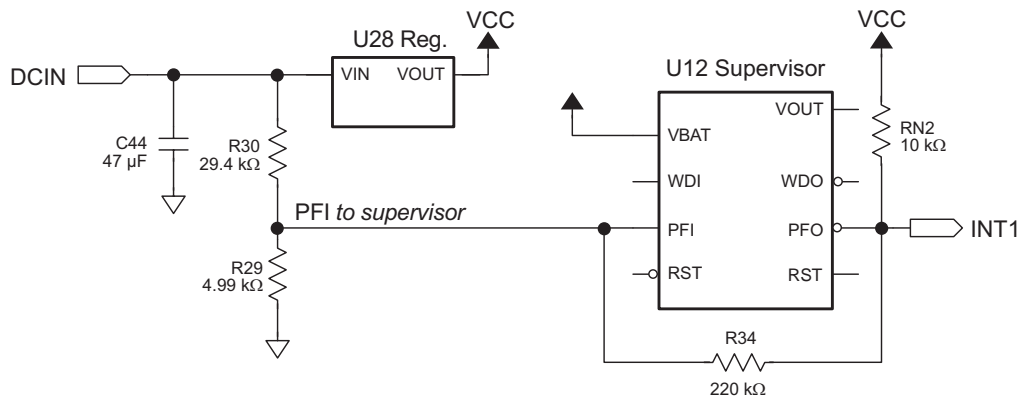 VCC
VCC
U28 Reg.
DCIN
VIN
VOUT
U12 Supervisor
C44
47 µF
R30
29.4 kΩ
VBAT
VOUT
RN2
10 kΩ
WDI
WDO
PFI to supervisor
PFI
PFO
INT1
R29
4.99 kΩ
RST
RST
R34
220 kΩ